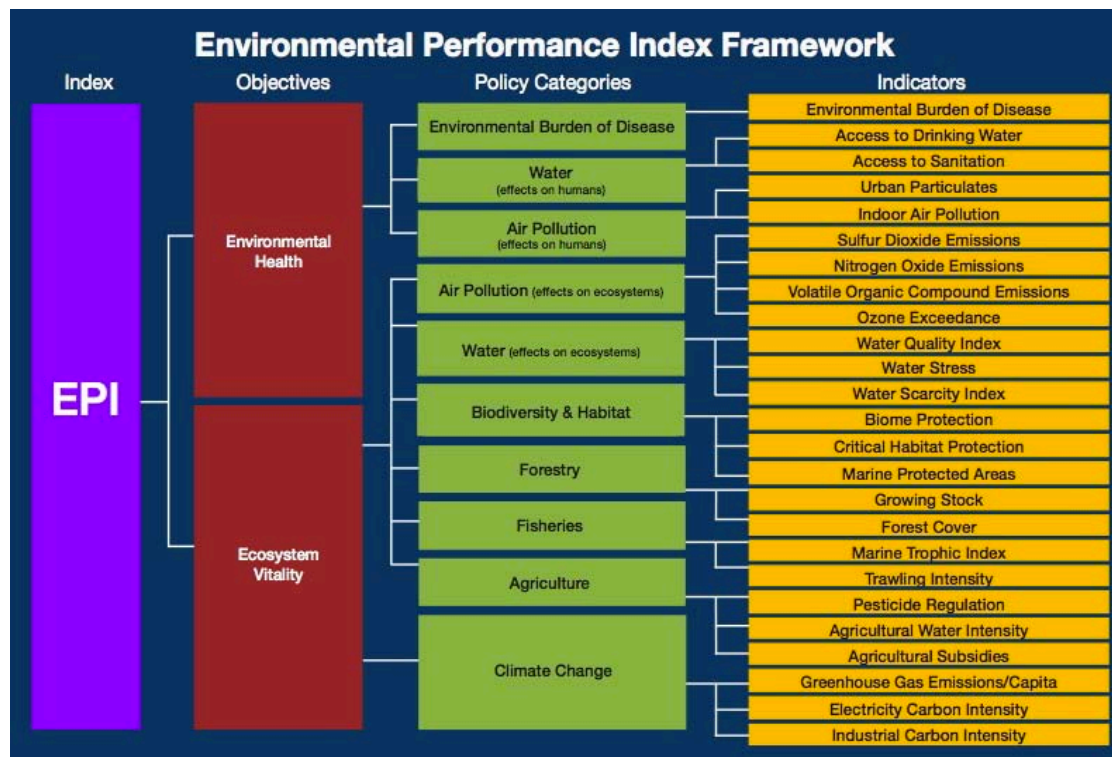 Environmental Performance Index Framework
Index
Objectives
Policy Categories
Indicators
EPI
Environmental
Health
Ecosystem
Vitality
Environmental Burden of Disease
Water
(effects on humans)
Air Pollution
(effects on humans)
Air Pollution (effects on ecosystems)
Water (effects on ecosystems)
Biodiversity & Habitat
Forestry
Fisheries
Agriculture
Climate Change
Environmental Burden of Disease
Access to Drinking Water
Access to Sanitation
Urban Particulates
Indoor Air Pollution
Sulfur Dioxide Emissions
Nitrogen Oxide Emissions
Volatile Organic Compound Emissions
Ozone Exceedance
Water Quality Index
Water Stress
Water Scarcity Index
Biome Protection
Critical Habitat Protection
Marine Protected Areas
Growing Stock
Forest Cover
Marine Trophic Index
Trawling Intensity
Pesticide Regulation
Agricultural Water Intensity
Agricultural Subsidies
Greenhouse Gas Emissions/Capita
Electricity Carbon Intensity
Industrial Carbon Intensity